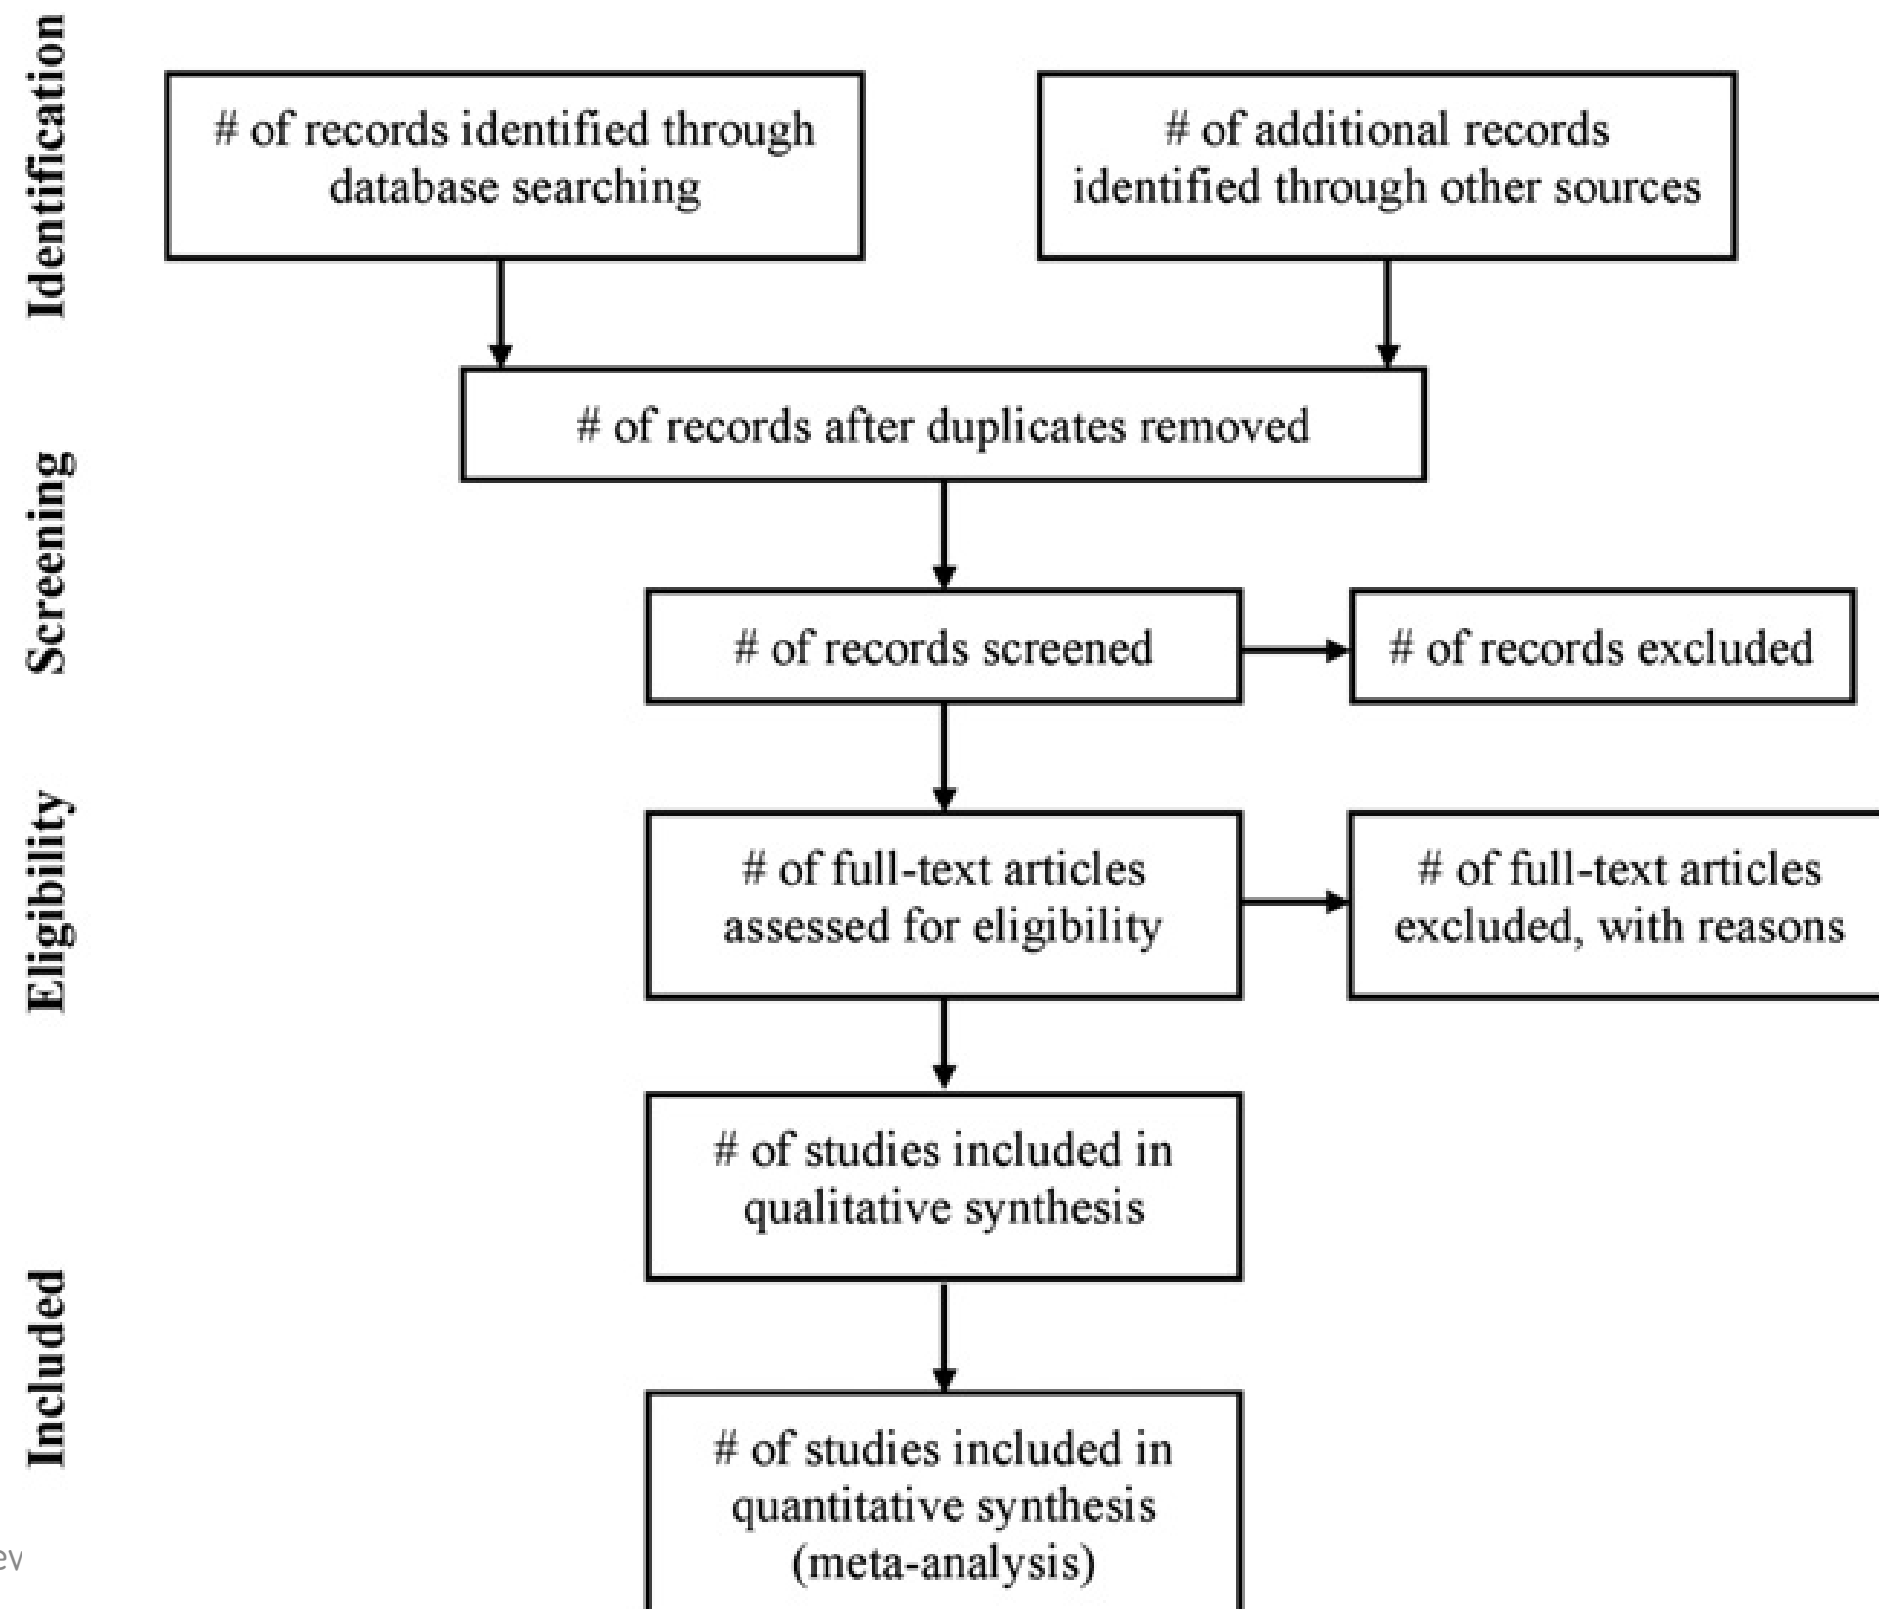 Identification
# of records identified through
database searching
# of additional records
identified through other sources
# of records after duplicates removed
Screening
# of records screened
# of records excluded
Eligibility
# of full-text articles
assessed for eligibility
# of full-text articles
excluded, with reasons
# of studies included in
qualitative synthesis
Included
# of studies included in
quantitative synthesis
(meta-analysis)